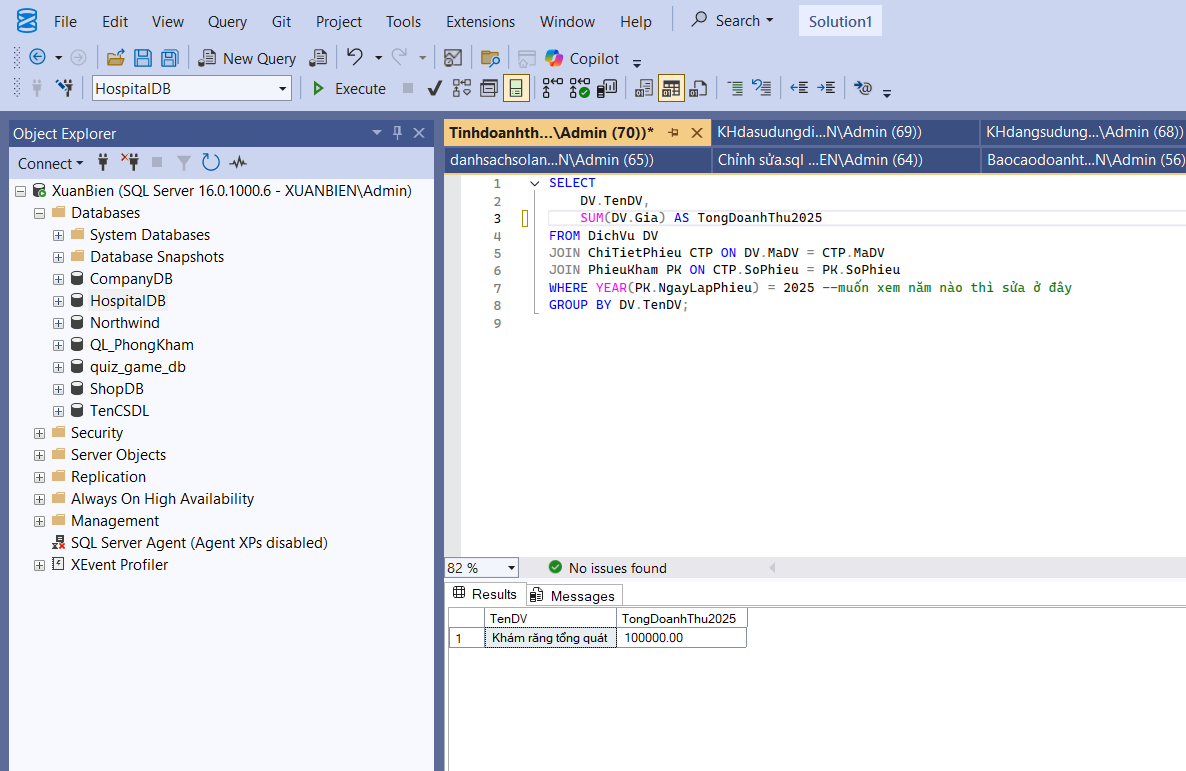 File Edit View Query Git Project Tools Extensions Window Help Search Solution1
New Query Copilot
HospitalDB Execute
Object Explorer
Connect
XuanBien (SQL Server 16.0.1000.6 - XUANBIEN\Admin)
Databases
System Databases
Database Snapshots
CompanyDB
HospitalDB
Northwind
QL_PhongKham
quiz_game_db
ShopDB
TenCSDL
Security
Server Objects
Replication
Always On High Availability
Management
SQL Server Agent (Agent XPs disabled)
XEvent Profiler
Tinhdoanhth...\Admin (70))* KHdasudungdi...N\Admin (69)) KHdangsudung...\Admin (68))
danhsachsolan...N\Admin (65)) Chỉnh sửa.sql ...EN\Admin (64)) Baocaodoanht...N\Admin (56)
1 SELECT
2 DV.TenDV,
3 SUM(DV.Gia) AS TongDoanhThu2025
4 FROM DichVu DV
5 JOIN ChiTietPhieu CTP ON DV.MaDV = CTP.MaDV
6 JOIN PhieuKham PK ON CTP.SoPhieu = PK.SoPhieu
7 WHERE YEAR(PK.NgayLapPhieu) = 2025 --muốn xem năm nào thì sửa ở đây
8 GROUP BY DV.TenDV;
9
82 % No issues found
Results Messages
TenDV TongDoanhThu2025
1 Khám răng tổng quát 100000.00